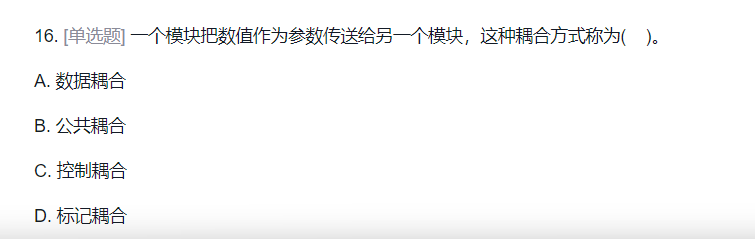 16. [单选题] 一个模块把数值作为参数传送给另一个模块，这种耦合方式称为(    )。
A. 数据耦合
B. 公共耦合
C. 控制耦合
D. 标记耦合